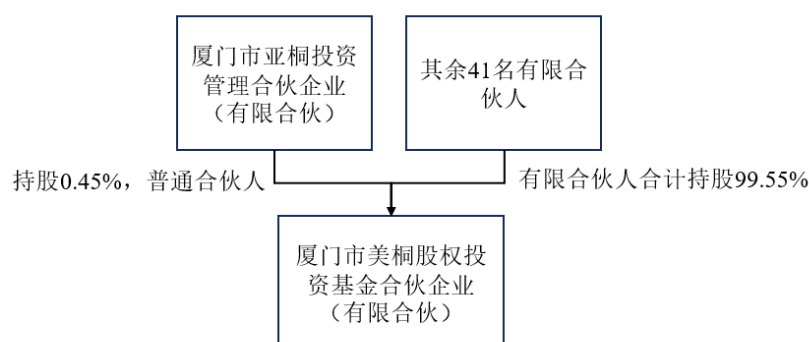 厦门市亚桐投资
管理合伙企业
（有限合伙）
其余41名有限合
伙人
持股0.45%，普通合伙人
有限合伙人合计持股99.55%
厦门市美桐股权投
资基金合伙企业
（有限合伙）